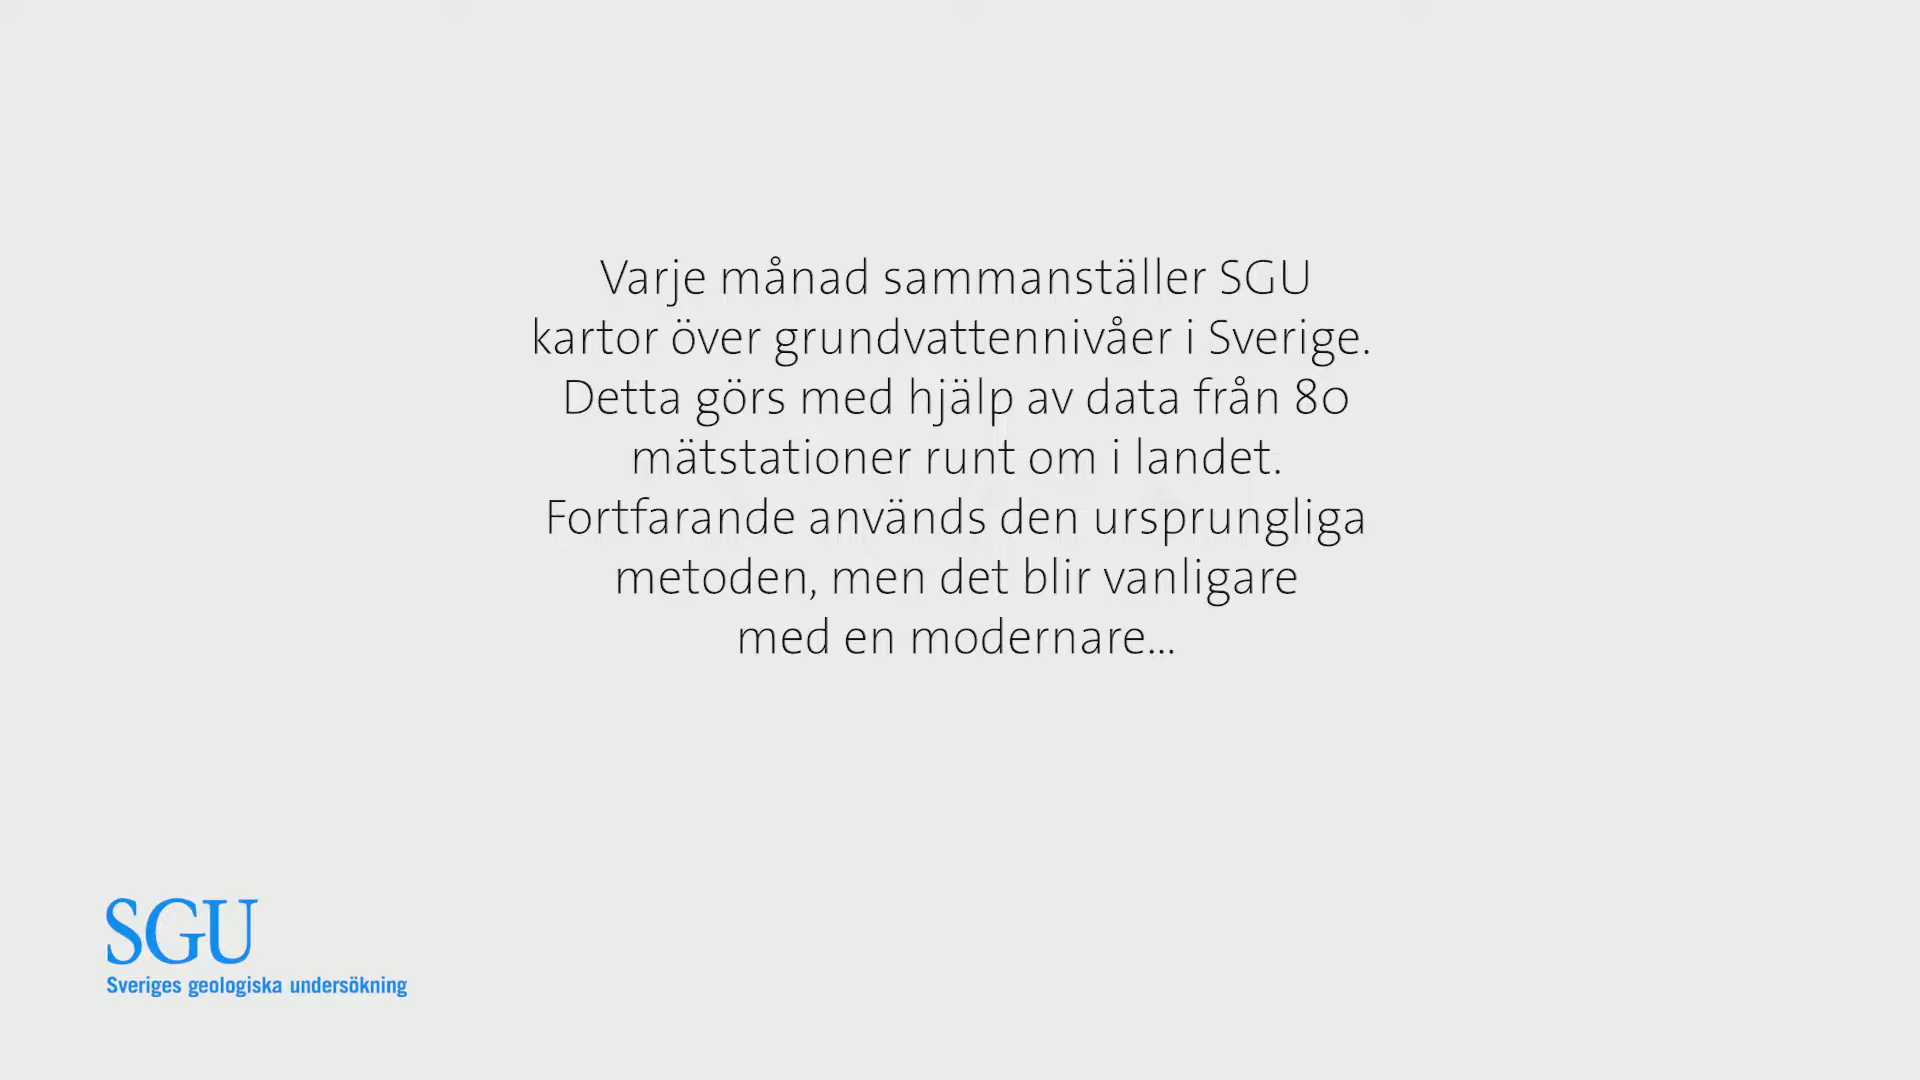 Varje månad sammanställer SGU
kartor över grundvattennivåer i Sverige.
Detta görs med hjälp av data från 80
mätstationer runt om i landet.
Fortfarande används den ursprungliga
metoden, men det blir vanligare
med en modernare...
SGU
Sveriges geologiska undersökning